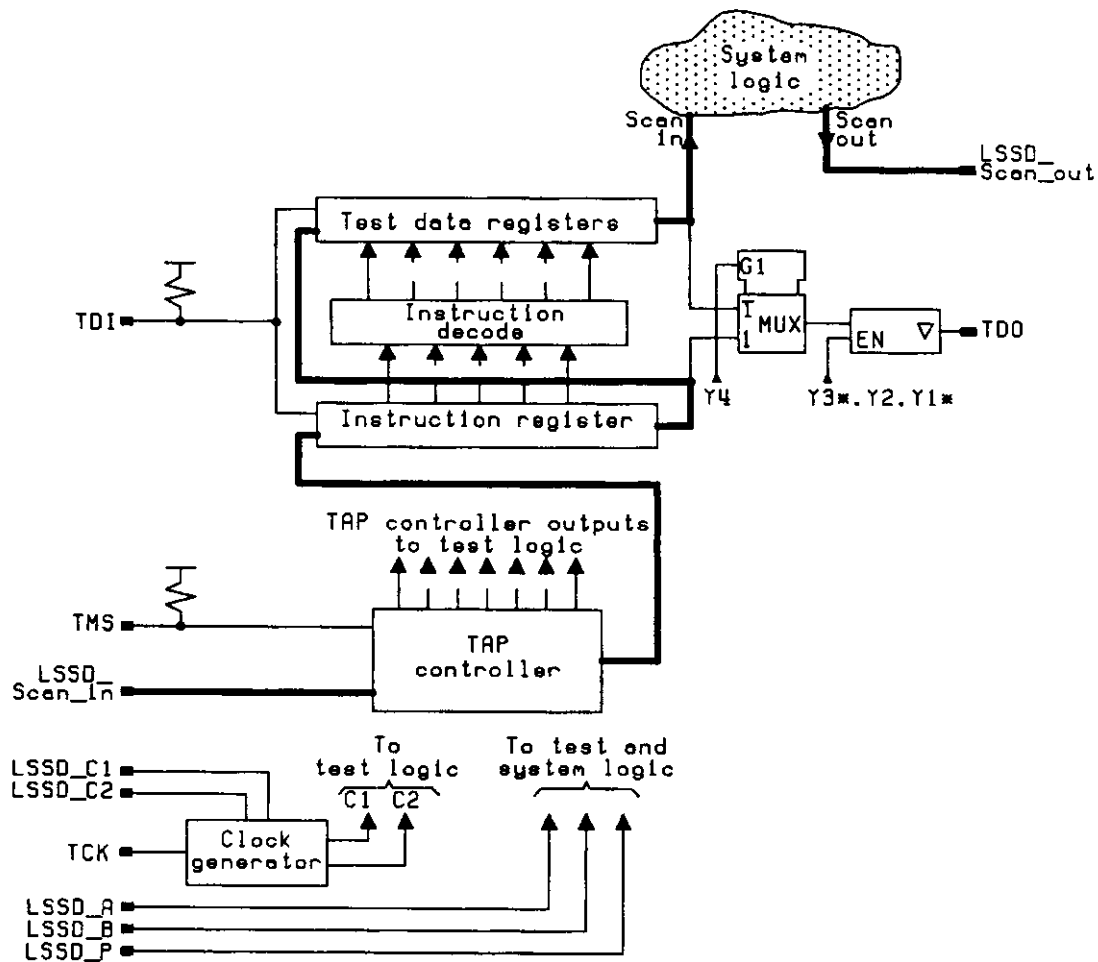 System
logic
Scan
in
Scan
out
LSSD_
Scan_out
Test data registers
G1
TDI
Instruction
decode
1
MUX
1
EN
▽
TDO
Y4
Y3*.Y2.Y1*
Instruction register
TAP controller outputs
to test logic
TMS
TAP
controller
LSSD_
Scan_in
To
test logic
To test and
system logic
LSSD_C1
LSSD_C2
C1 C2
Clock
generator
TCK
LSSD_A
LSSD_B
LSSD_P